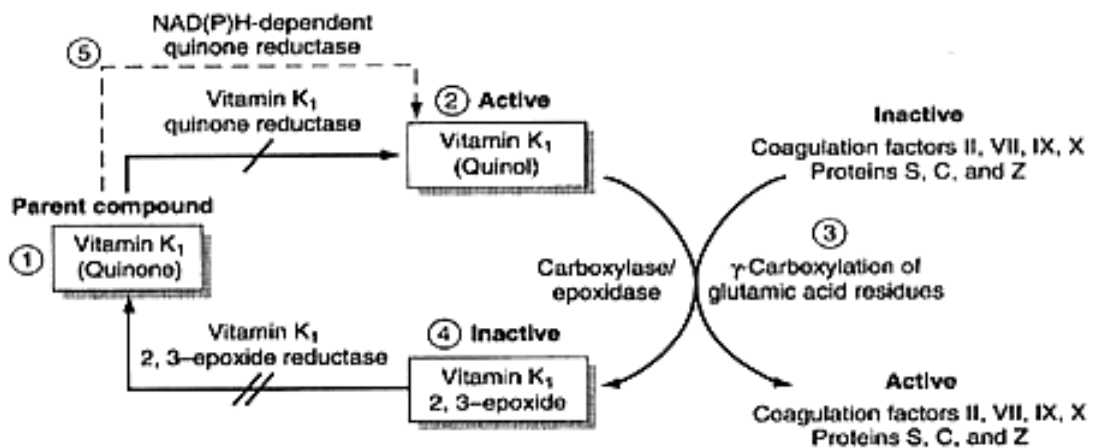 NAD(P)H-dependent
quinone reductase
5
Vitamin K1
quinone reductase
2 Active
Vitamin K1
(Quinol)
Inactive
Coagulation factors II, VII, IX, X
Proteins S, C, and Z
Parent compound
1
Vitamin K1
(Quinone)
Carboxylase/
epoxidase
3
γ-Carboxylation of
glutamic acid residues
Vitamin K1
2, 3-epoxide reductase
4 Inactive
Vitamin K1
2, 3-epoxide
Active
Coagulation factors II, VII, IX, X
Proteins S, C, and Z